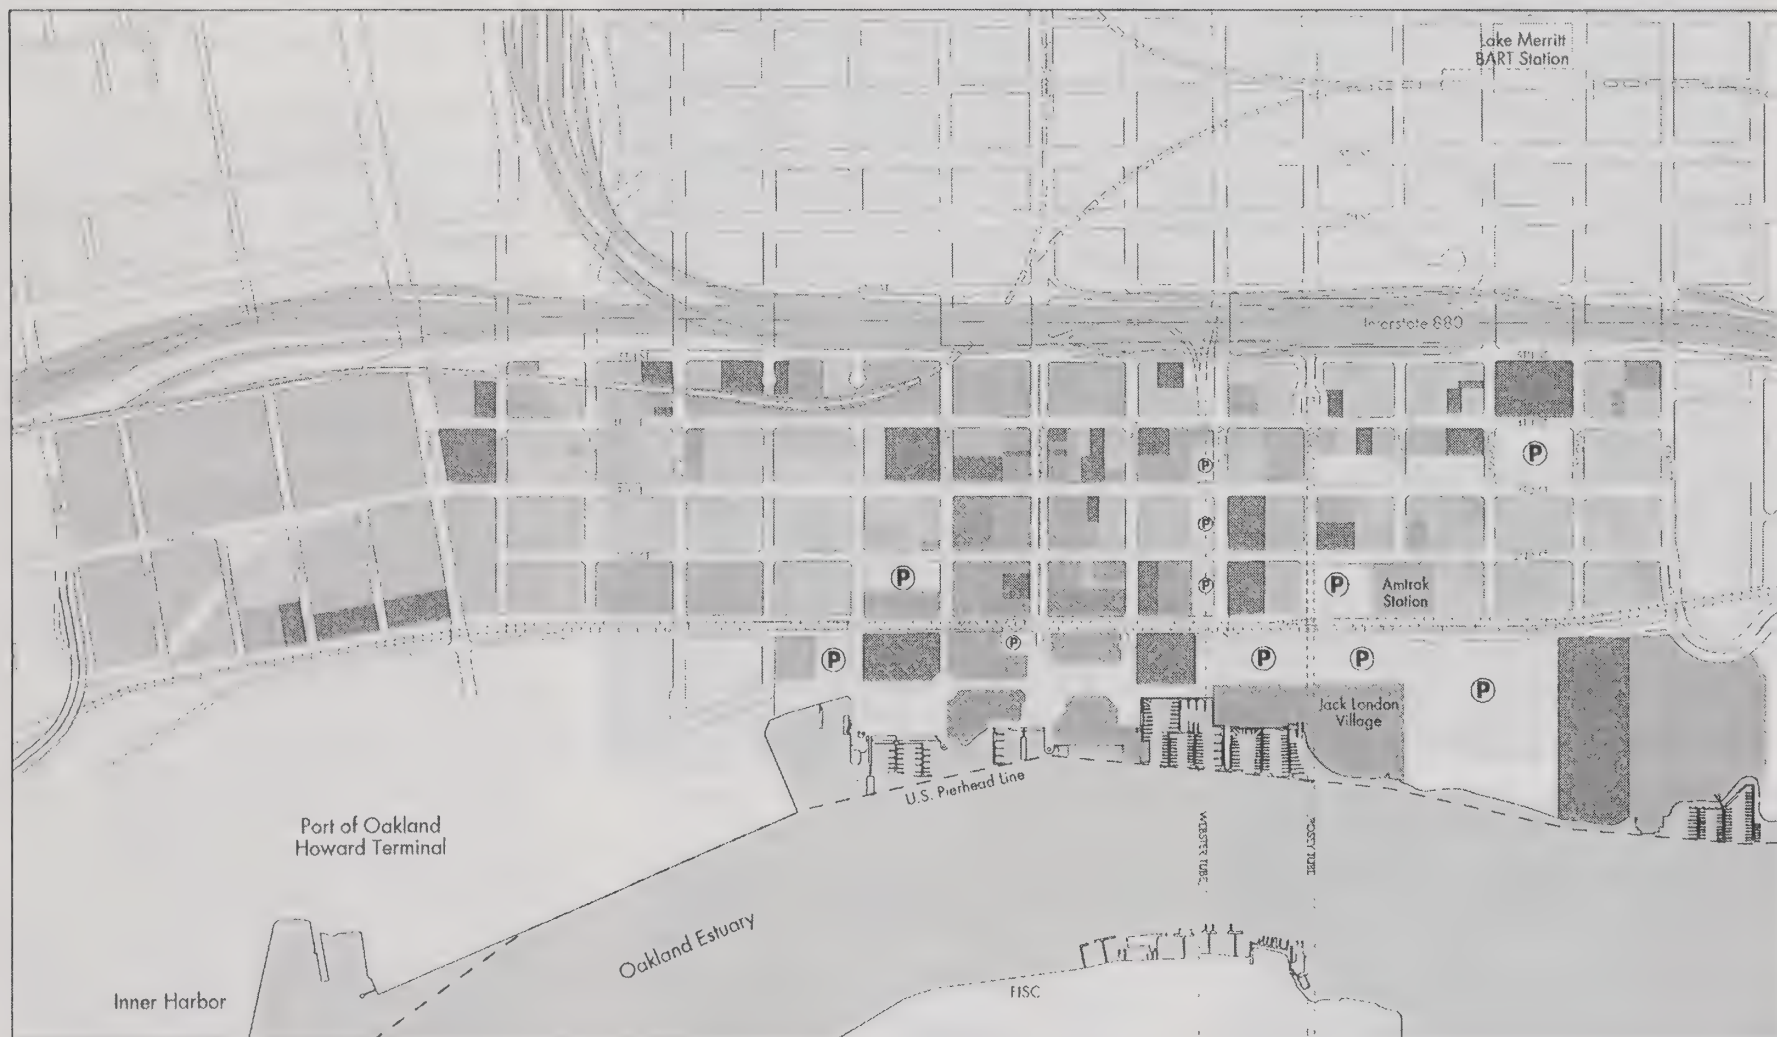 Lake Merritt
BART Station
Interstate 880
P
P
P
P
Amtrak
Station
P
P
P
P
P
P
P
Jack London
Village
U.S. Pierhead Line
Port of Oakland
Howard Terminal
WEBSTER TUBE
POSEY TUBE
Oakland Estuary
Inner Harbor
FISC